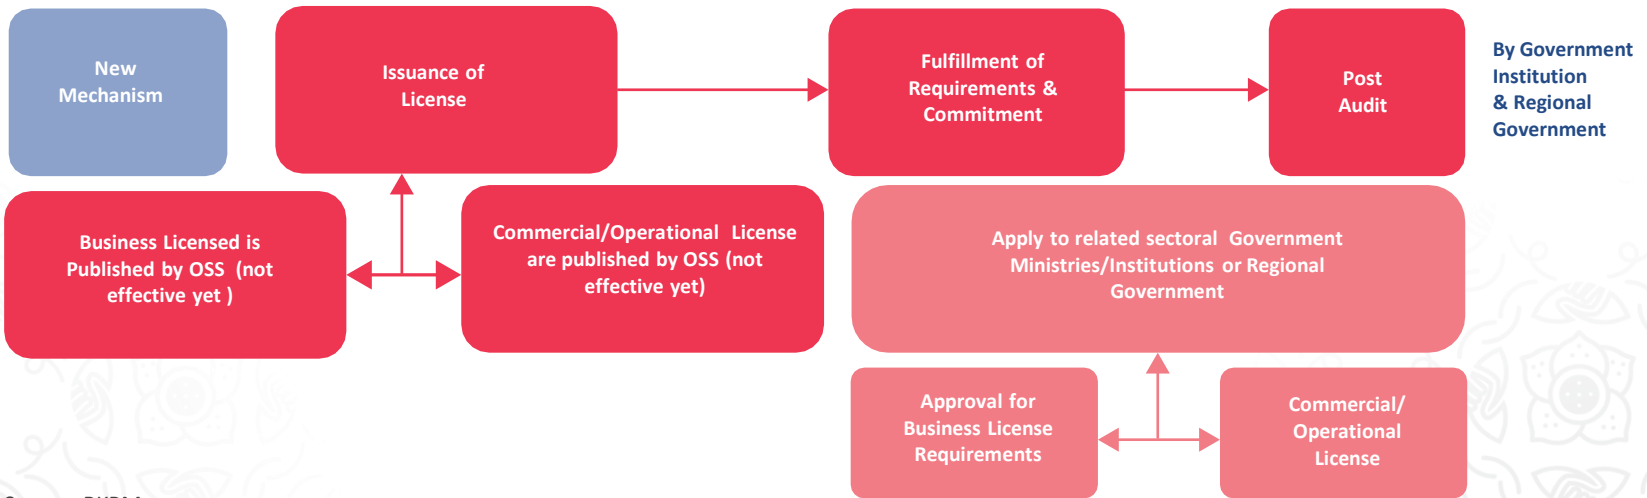 New
Mechanism
Issuance of
License
Fulfillment of
Requirements &
Commitment
Post
Audit
By Government
Institution
& Regional
Government
Business Licensed is
Published by OSS (not
effective yet )
Commercial/Operational License
are published by OSS (not
effective yet)
Apply to related sectoral Government
Ministries/Institutions or Regional
Government
Approval for
Business License
Requirements
Commercial/
Operational
License